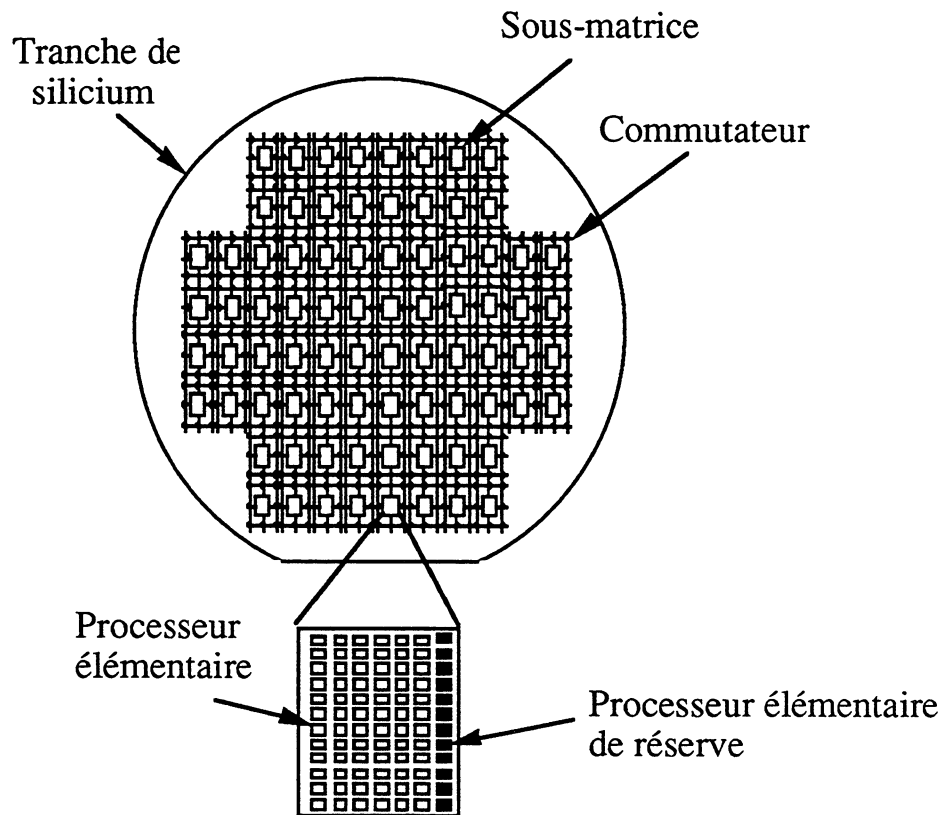 Sous-matrice
Tranche de
silicium
Commutateur
Processeur
élémentaire
Processeur élémentaire
de réserve